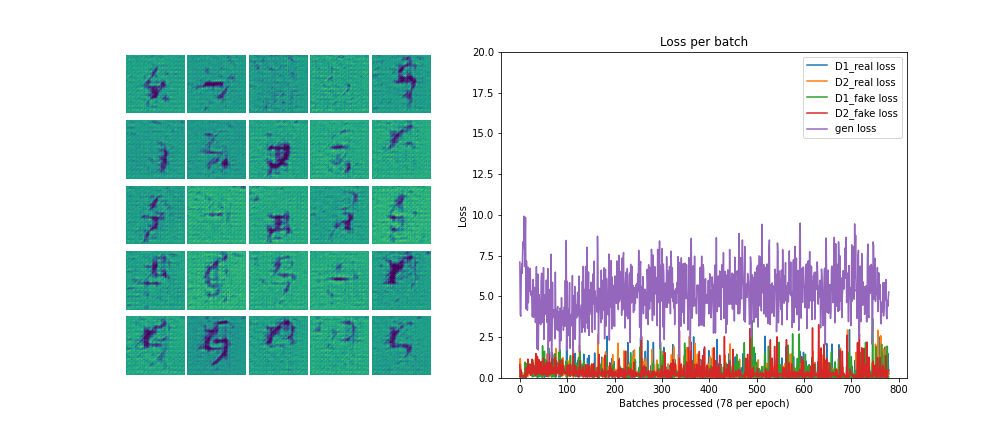 Loss per batch
20.0
17.5
15.0
12.5
10.0
7.5
5.0
2.5
0.0
Loss
D1_real loss
D2_real loss
D1_fake loss
D2_fake loss
gen loss
0 100 200 300 400 500 600 700 800
Batches processed (78 per epoch)